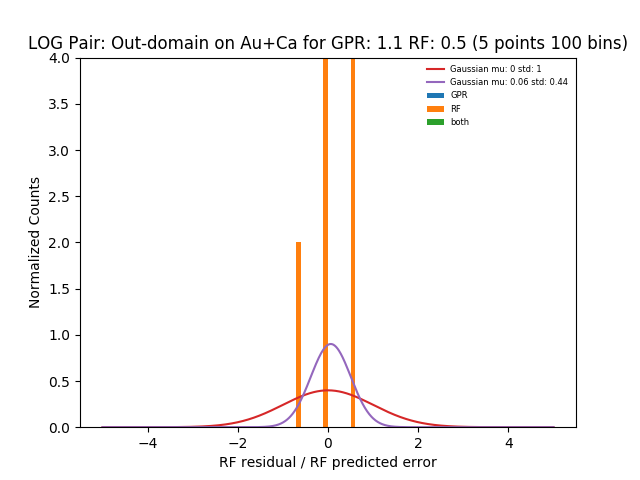 LOG Pair: Out-domain on Au+Ca for GPR: 1.1 RF: 0.5 (5 points 100 bins)
Gaussian mu: 0 std: 1
Gaussian mu: 0.06 std: 0.44
GPR
RF
both
Normalized Counts
4.0
3.5
3.0
2.5
2.0
1.5
1.0
0.5
0.0
−4 −2 0 2 4
RF residual / RF predicted error